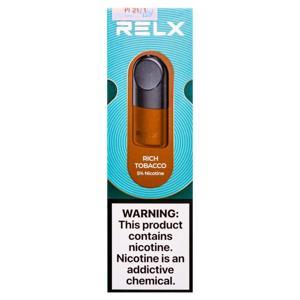 RELX
RICH
TOBACCO
5% Nicotine
WARNING:
This product
contains
nicotine.
Nicotine is an
addictive
chemical.